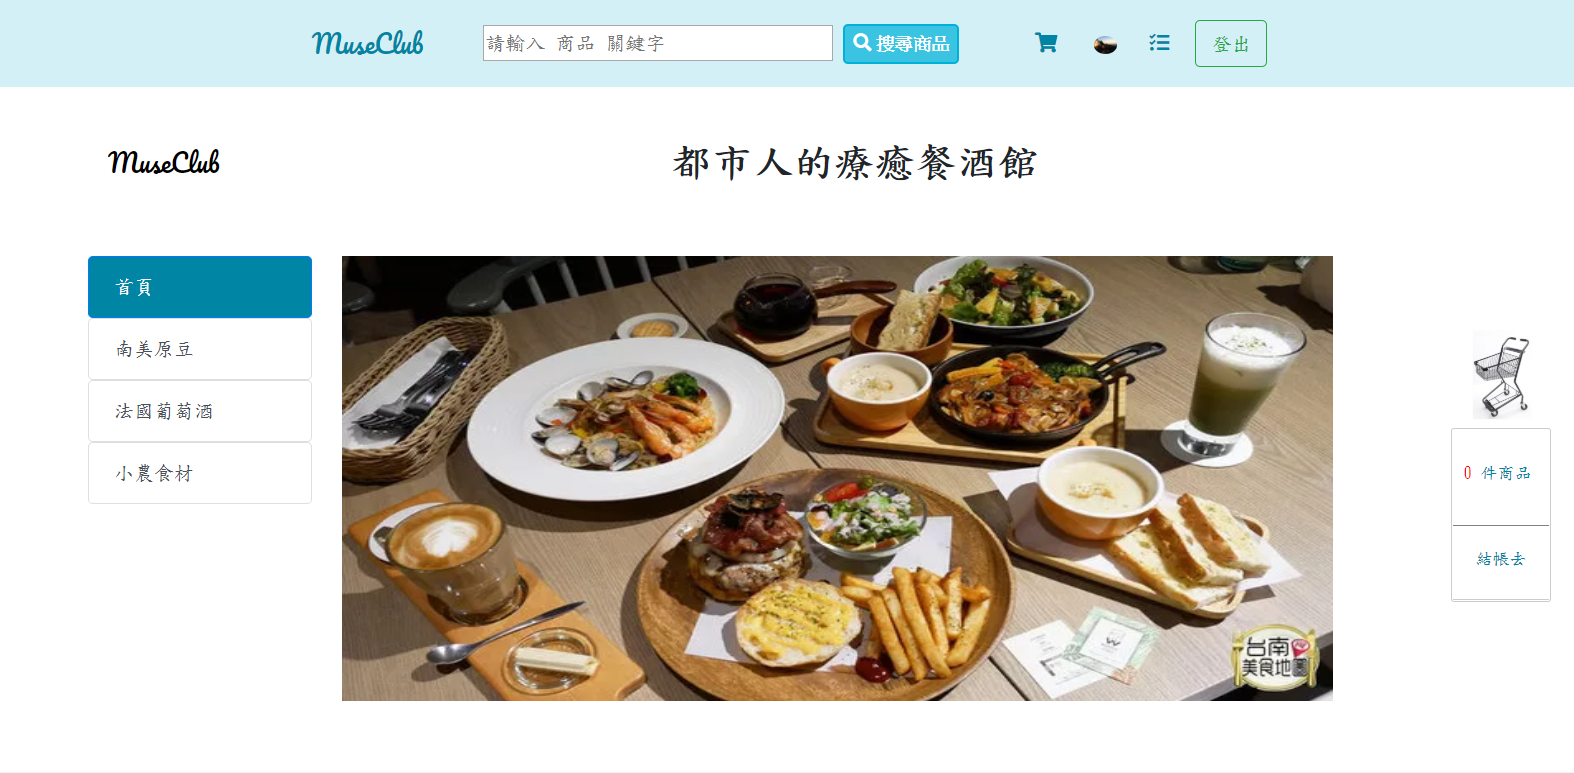 MuseClub
請輸入 商品 關鍵字
搜尋商品
登出
MuseClub
都市人的療癒餐酒館
首頁
南美原豆
法國葡萄酒
小農食材
0 件商品
結帳去
台南
美食地圖